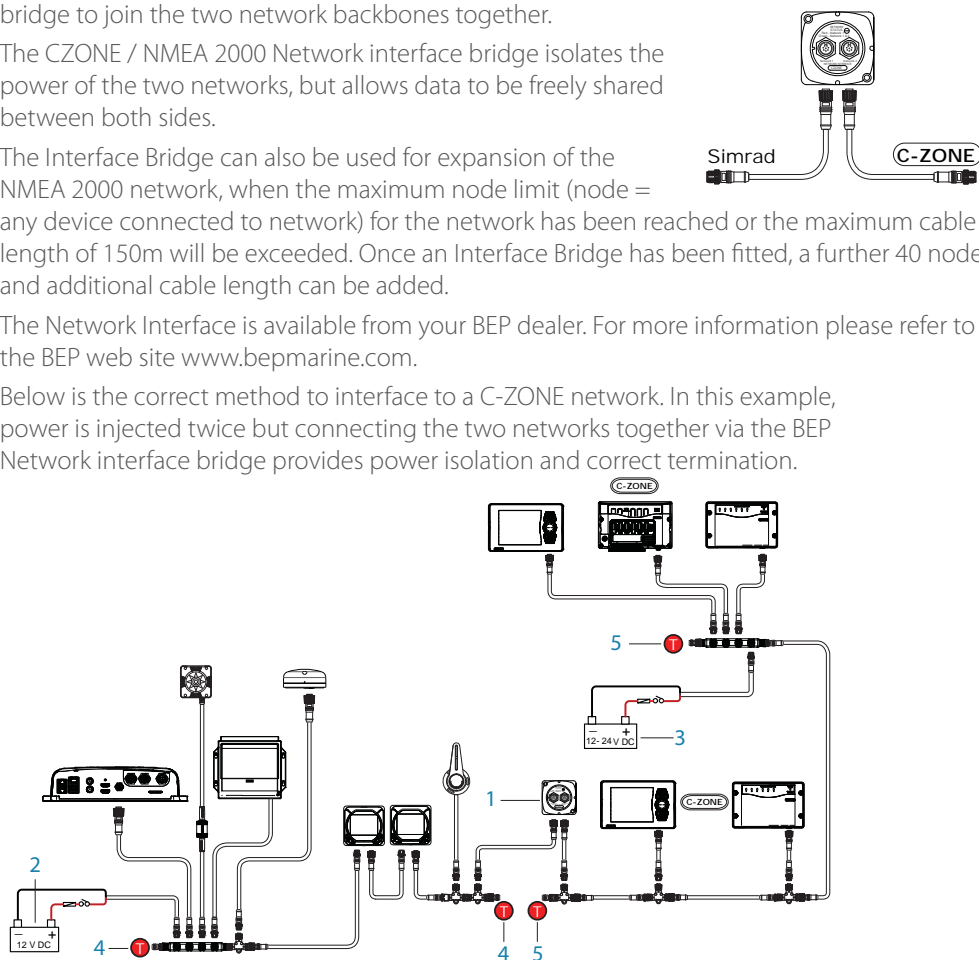 bridge to join the two network backbones together.
The CZONE / NMEA 2000 Network interface bridge isolates the
power of the two networks, but allows data to be freely shared
between both sides.
The Interface Bridge can also be used for expansion of the
NMEA 2000 network, when the maximum node limit (node =
any device connected to network) for the network has been reached or the maximum cable
length of 150m will be exceeded. Once an Interface Bridge has been fitted, a further 40 node
and additional cable length can be added.
Simrad
C-ZONE
The Network Interface is available from your BEP dealer. For more information please refer to
the BEP web site www.bepmarine.com.
Below is the correct method to interface to a C-ZONE network. In this example,
power is injected twice but connecting the two networks together via the BEP
Network interface bridge provides power isolation and correct termination.
C-ZONE
5
T
– +
12- 24 V DC
3
1
C-ZONE
2
– +
12 V DC
4
T
T
T
4
5